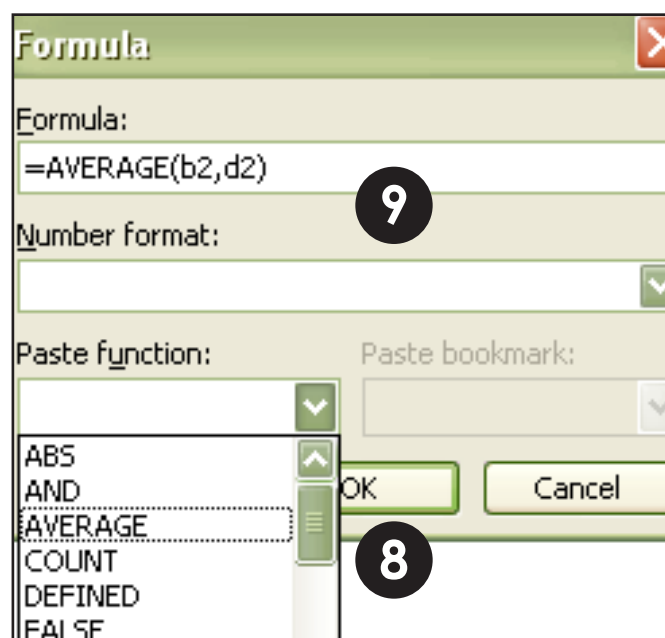 Formula
Formula:
=AVERAGE(b2,d2)
9
Number format:
Paste function:
Paste bookmark:
ABS
AND
AVERAGE
COUNT
DEFINED
FALSE
OK
Cancel
8